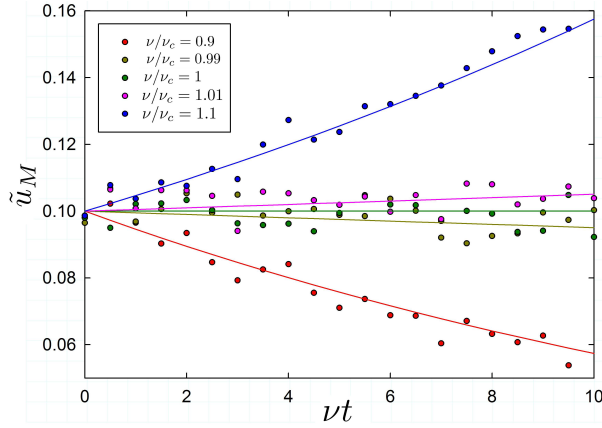 0.16
0.14
0.12
0.10
0.08
0.06
ũ_M
ν/ν_c = 0.9
ν/ν_c = 0.99
ν/ν_c = 1
ν/ν_c = 1.01
ν/ν_c = 1.1
0 2 4 6 8 10
νt